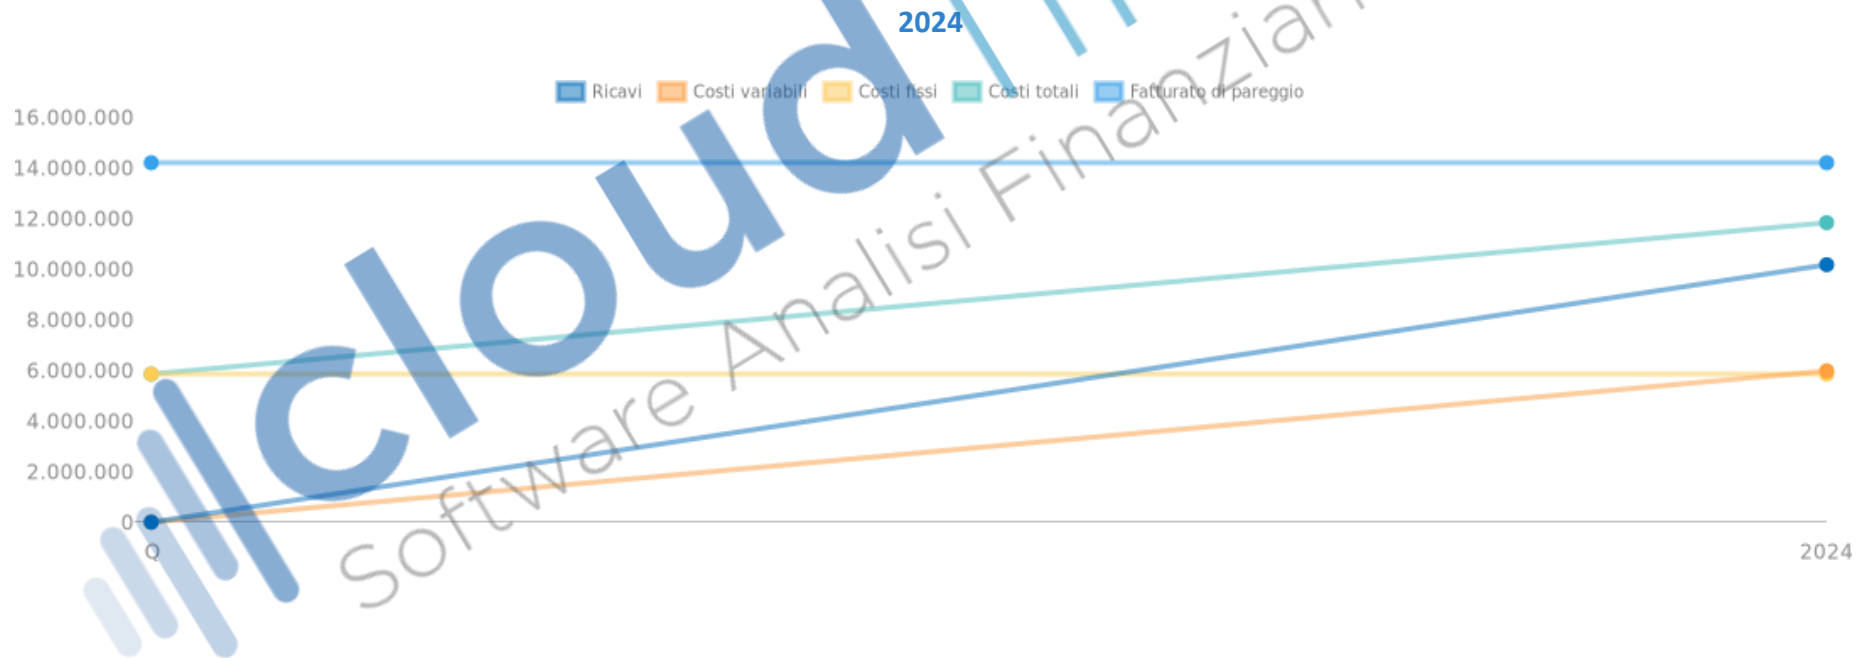 2024
Ricavi Costi variabili Costi fissi Costi totali Fatturato di pareggio
16.000.000
14.000.000
12.000.000
10.000.000
8.000.000
6.000.000
4.000.000
2.000.000
0
Q 2024
cloud
Software Analisi